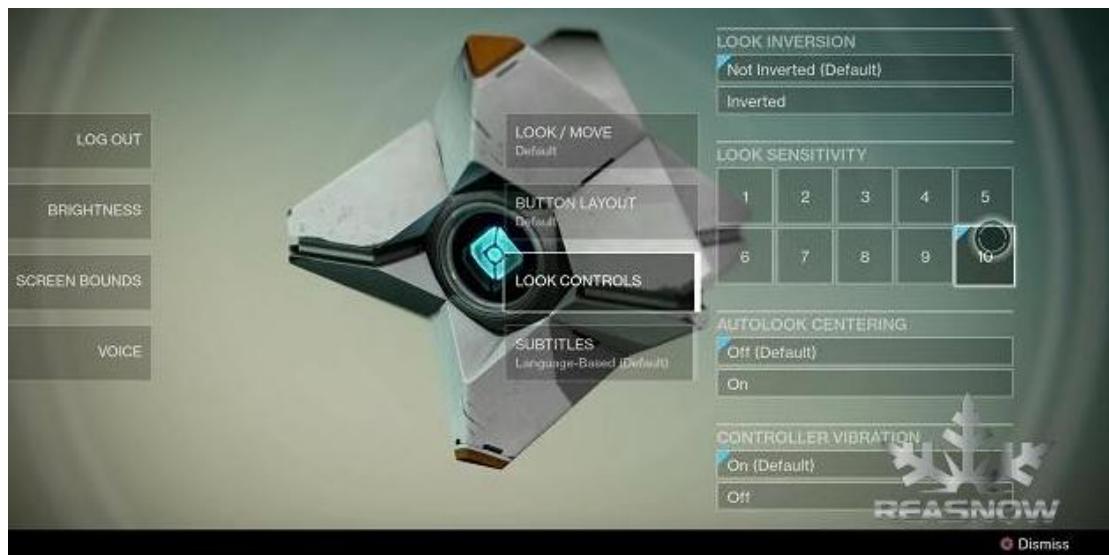 LOG OUT
BRIGHTNESS
SCREEN BOUNDS
VOICE
LOOK / MOVE
Default
BUTTON LAYOUT
Default
LOOK CONTROLS
SUBTITLES
Language-Based (Default)
LOOK INVERSION
Not Inverted (Default)
Inverted
LOOK SENSITIVITY
1 2 3 4 5
6 7 8 9 10
AUTOLOOK CENTERING
Off (Default)
On
CONTROLLER VIBRATION
On (Default)
Off
REASNOW
Dismiss